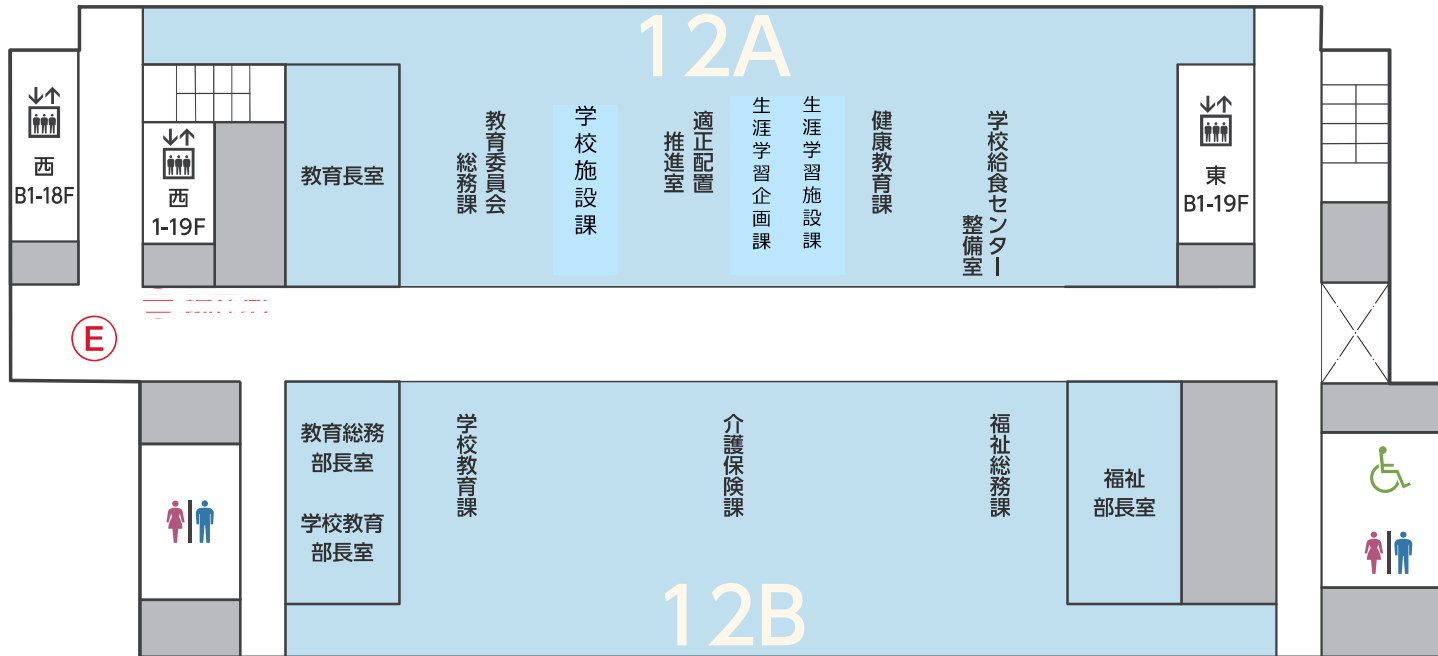 12A
西
B1-18F
西
1-19F
教育長室
教育委員会
総務課
学校施設課
適正配置
推進室
生涯学習企画課
生涯学習施設課
健康教育課
学校給食センター
整備室
東
B1-19F
E
教育総務
部長室
学校教育
部長室
学校教育課
介護保険課
福祉総務課
福祉
部長室
12B